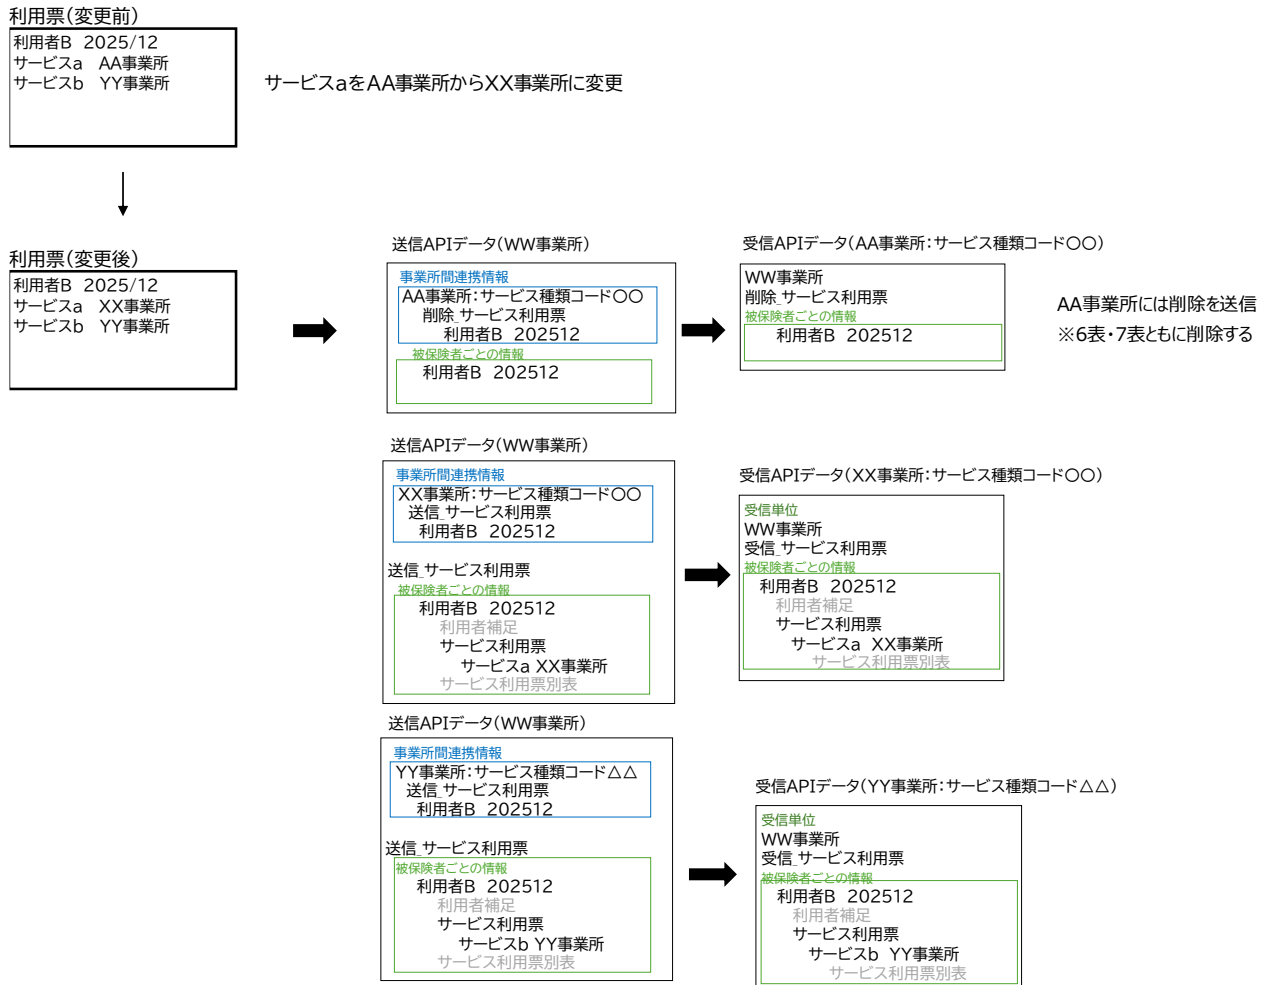 利用票(変更前)
利用者B 2025/12
サービスa AA事業所
サービスb YY事業所
サービスaをAA事業所からXX事業所に変更
利用票(変更後)
利用者B 2025/12
サービスa XX事業所
サービスb YY事業所
送信APIデータ(WW事業所)
事業所間連携情報
AA事業所:サービス種類コード〇〇
削除_サービス利用票
利用者B 202512
被保険者ごとの情報
利用者B 202512
受信APIデータ(AA事業所:サービス種類コード〇〇)
WW事業所
削除_サービス利用票
被保険者ごとの情報
利用者B 202512
AA事業所には削除を送信
※6表・7表ともに削除する
送信APIデータ(WW事業所)
事業所間連携情報
XX事業所:サービス種類コード〇〇
送信_サービス利用票
利用者B 202512
送信_サービス利用票
被保険者ごとの情報
利用者B 202512
利用者補足
サービス利用票
サービスa XX事業所
サービス利用票別表
受信APIデータ(XX事業所:サービス種類コード〇〇)
受信単位
WW事業所
受信_サービス利用票
被保険者ごとの情報
利用者B 202512
利用者補足
サービス利用票
サービスa XX事業所
サービス利用票別表
送信APIデータ(WW事業所)
事業所間連携情報
YY事業所:サービス種類コード△△
送信_サービス利用票
利用者B 202512
送信_サービス利用票
被保険者ごとの情報
利用者B 202512
利用者補足
サービス利用票
サービスb YY事業所
サービス利用票別表
受信APIデータ(YY事業所:サービス種類コード△△)
受信単位
WW事業所
受信_サービス利用票
被保険者ごとの情報
利用者B 202512
利用者補足
サービス利用票
サービスb YY事業所
サービス利用票別表